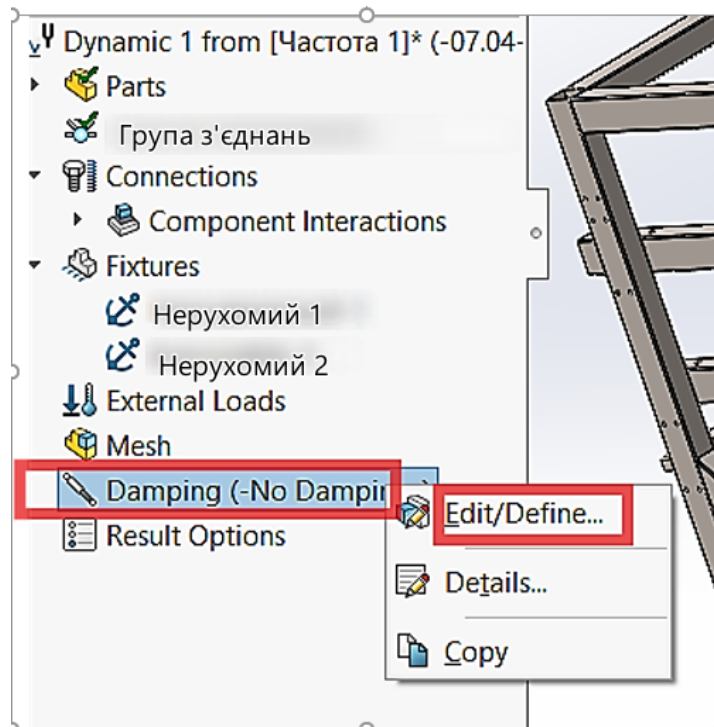 Dynamic 1 from [Частота 1]* (-07.04-
Parts
Група з'єднань
Connections
Component Interactions
Fixtures
Нерухомий 1
Нерухомий 2
External Loads
Mesh
Damping (-No Dampin
Edit/Define...
Result Options
Details...
Copy